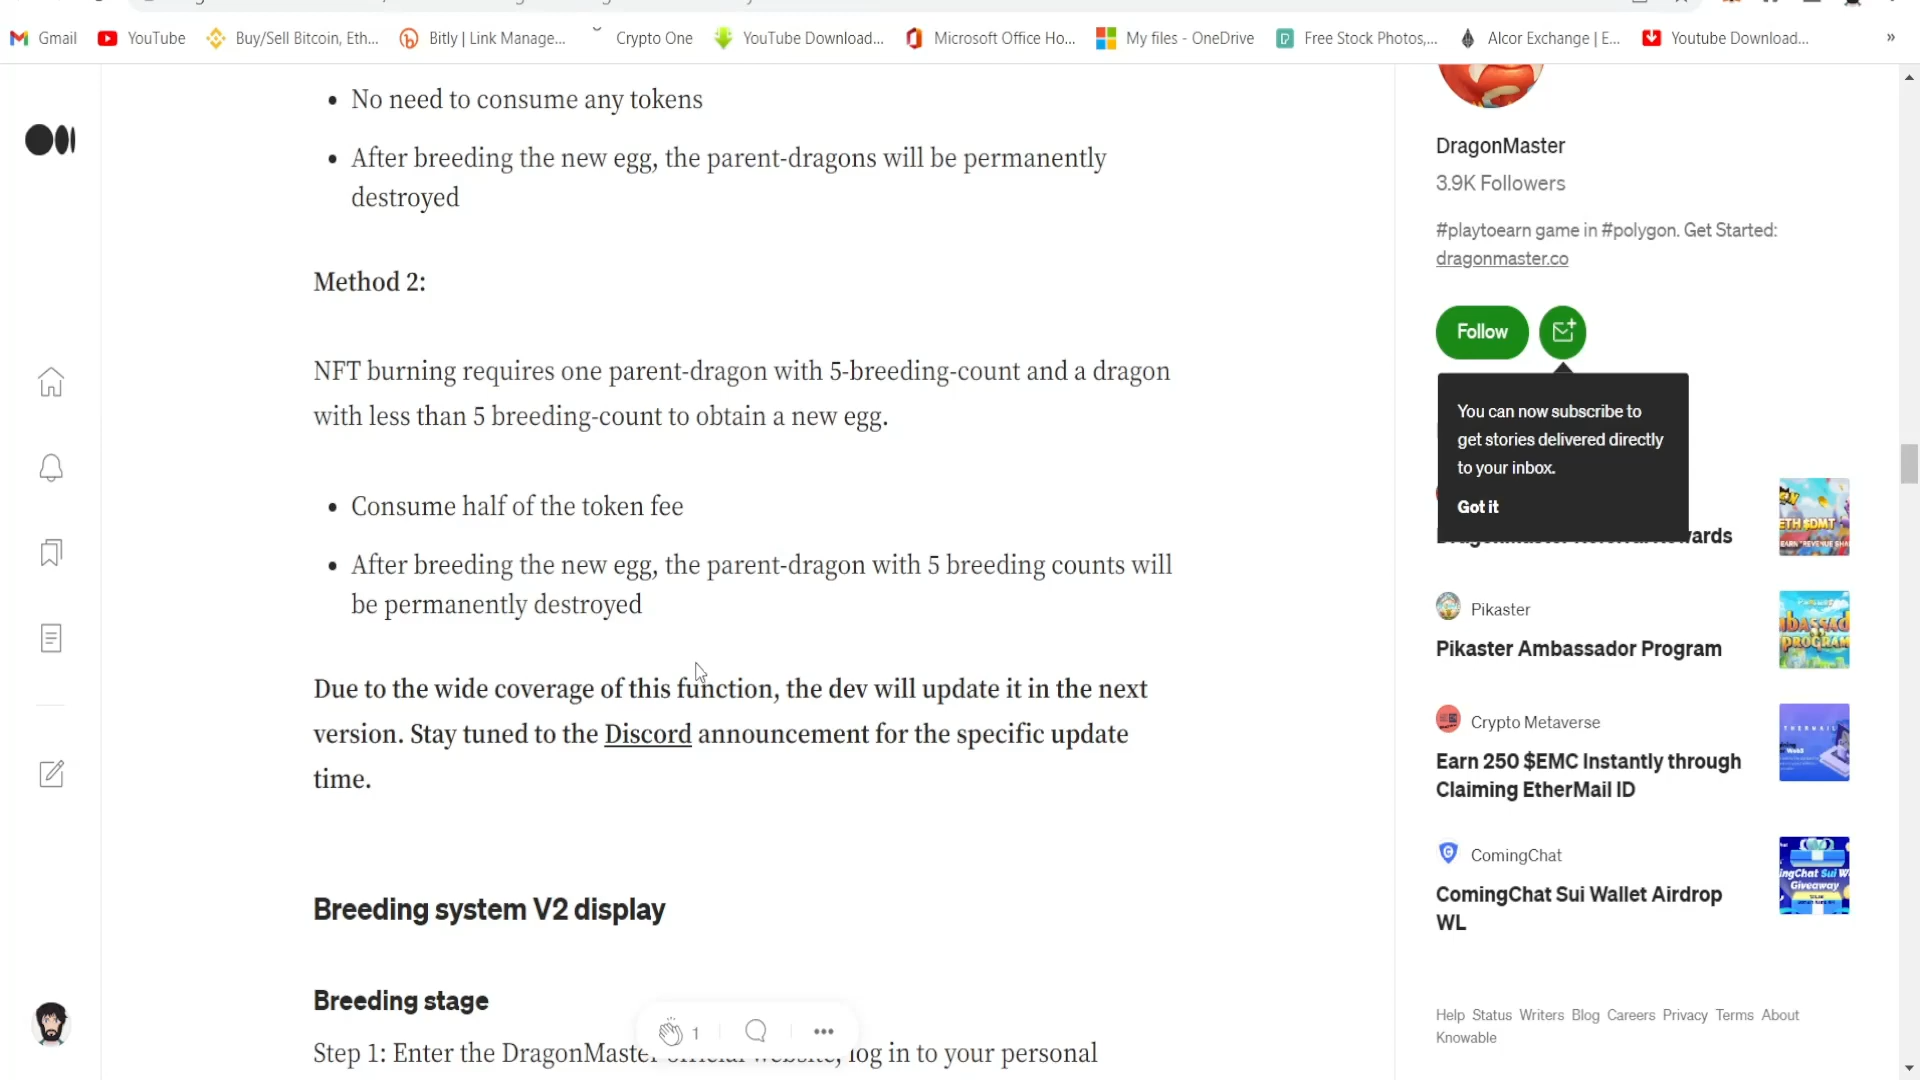 Gmail
YouTube
Buy/Sell Bitcoin, Eth...
Bitly | Link Manage...
Crypto One
YouTube Download...
Microsoft Office Ho...
My files - OneDrive
Free Stock Photos,...
Alcor Exchange | E...
Youtube Download...
»
• No need to consume any tokens
• After breeding the new egg, the parent-dragons will be permanently
destroyed
Method 2:
NFT burning requires one parent-dragon with 5-breeding-count and a dragon
with less than 5 breeding-count to obtain a new egg.
• Consume half of the token fee
• After breeding the new egg, the parent-dragon with 5 breeding counts will
be permanently destroyed
Due to the wide coverage of this function, the dev will update it in the next
version. Stay tuned to the Discord announcement for the specific update
time.
Breeding system V2 display
Breeding stage
1
Step 1: Enter the DragonMaster official website, log in to your personal
DragonMaster
3.9K Followers
#playtoearn game in #polygon. Get Started:
dragonmaster.co
Follow
You can now subscribe to
get stories delivered directly
to your inbox.
Got it
Pikaster
Pikaster Ambassador Program
Crypto Metaverse
Earn 250 $EMC Instantly through
Claiming EtherMail ID
ComingChat
ComingChat Sui Wallet Airdrop
WL
Help Status Writers Blog Careers Privacy Terms About
Knowable